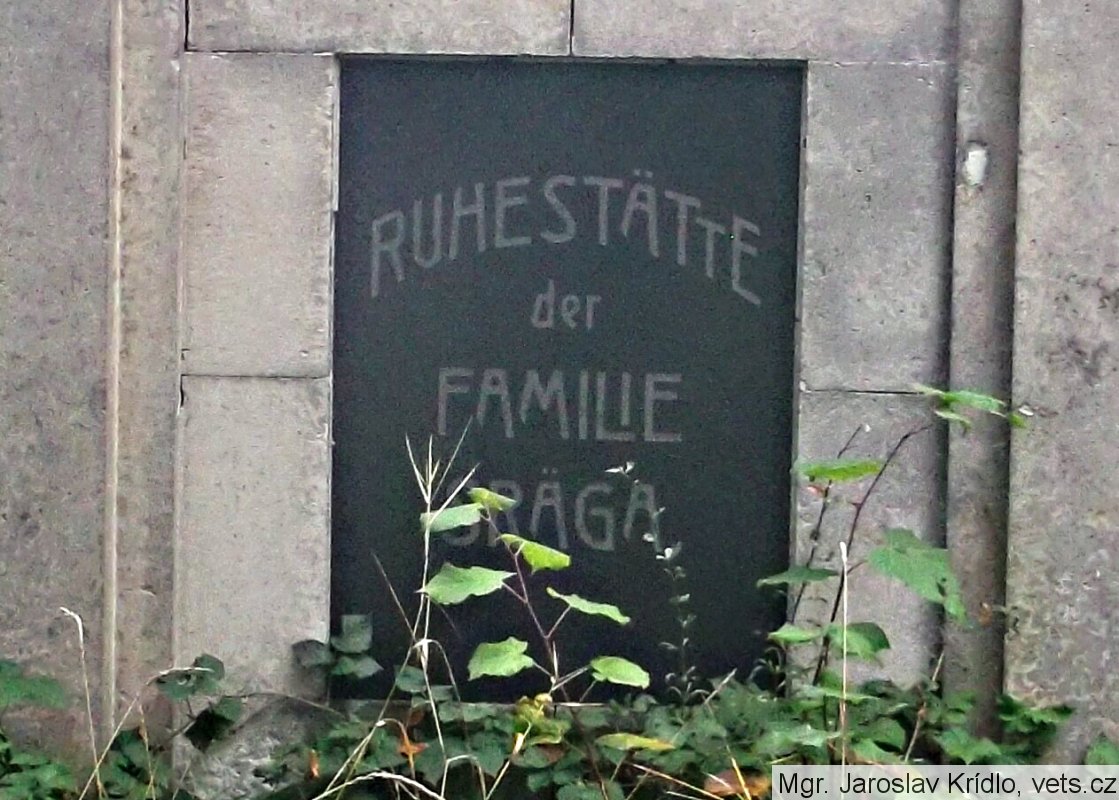 RUHESTÄTTE
der
FAMILIE
Mgr. Jaroslav Krídlo, vets.cz